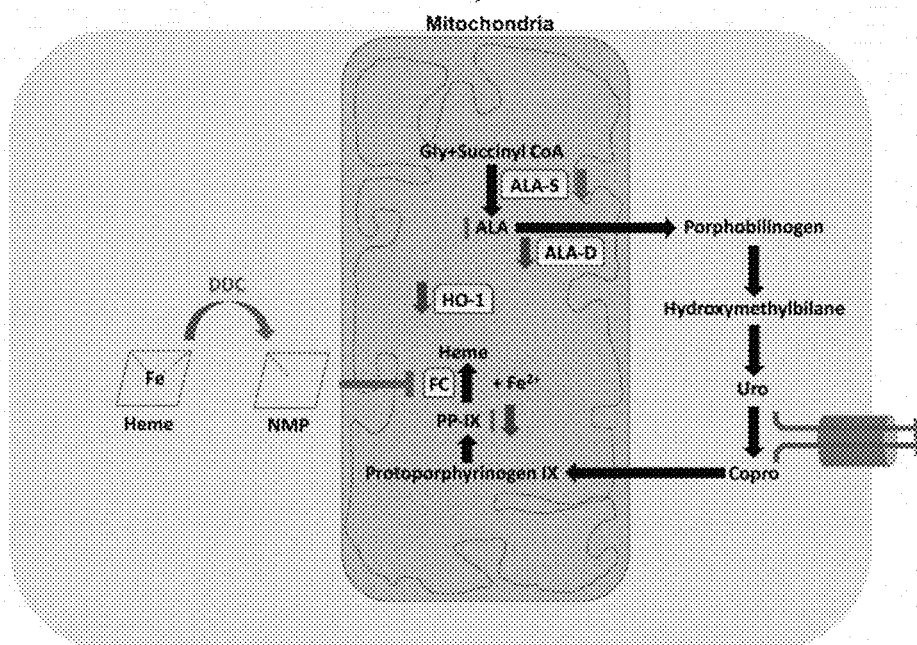 Mitochondria
Gly+Succinyl CoA
ALA-S
ALA
Porphobilinogen
ALA-D
DDC
HO-1
Hydroxymethylbilane
Heme
Fe
FC
+ Fe²⁺
Uro
Heme
NMP
PP-IX
Protoporphyrinogen IX
Copro